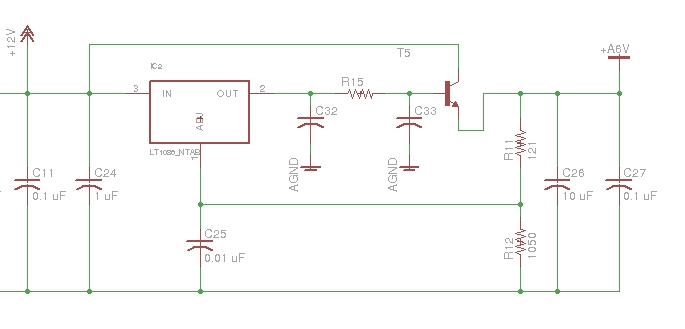 +12V
T5
+A6V
IC2
3 IN OUT 2
R15
ADJ
C32
C33
LT1086_NTAB
1
AGND
AGND
R11
121
C11
0.1 uF
C24
1 uF
C26
10 uF
C27
0.1 uF
C25
0.01 uF
R12
1050